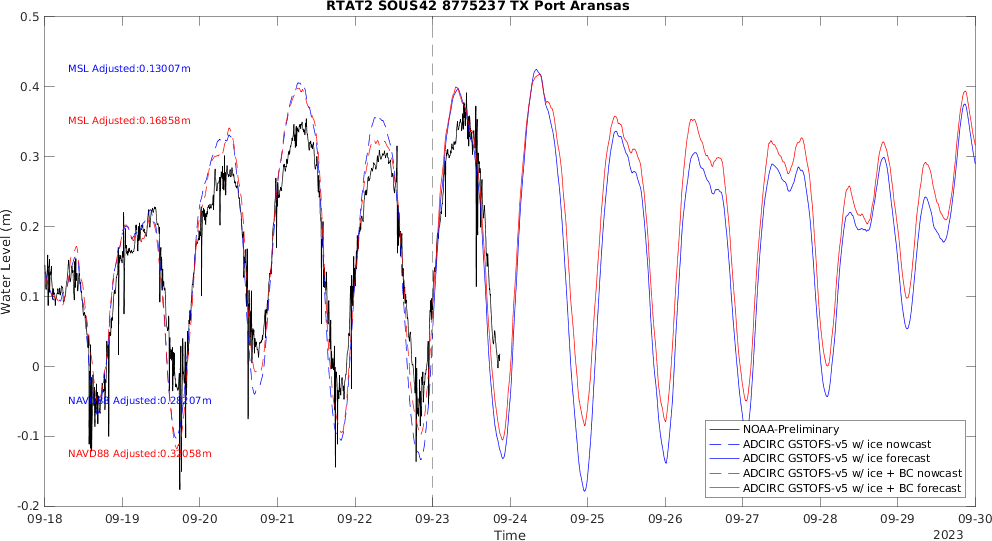 RTAT2 SOUS42 8775237 TX Port Aransas
Water Level (m)
0.5
0.4
0.3
0.2
0.1
0
-0.1
-0.2
MSL Adjusted:0.13007m
MSL Adjusted:0.16858m
NAVD88 Adjusted:0.28207m
NAVD88 Adjusted:0.32058m
NOAA-Preliminary
ADCIRC GSTOFS-v5 w/ ice nowcast
ADCIRC GSTOFS-v5 w/ ice forecast
ADCIRC GSTOFS-v5 w/ ice + BC nowcast
ADCIRC GSTOFS-v5 w/ ice + BC forecast
09-18 09-19 09-20 09-21 09-22 09-23 09-24 09-25 09-26 09-27 09-28 09-29 09-30
Time
2023